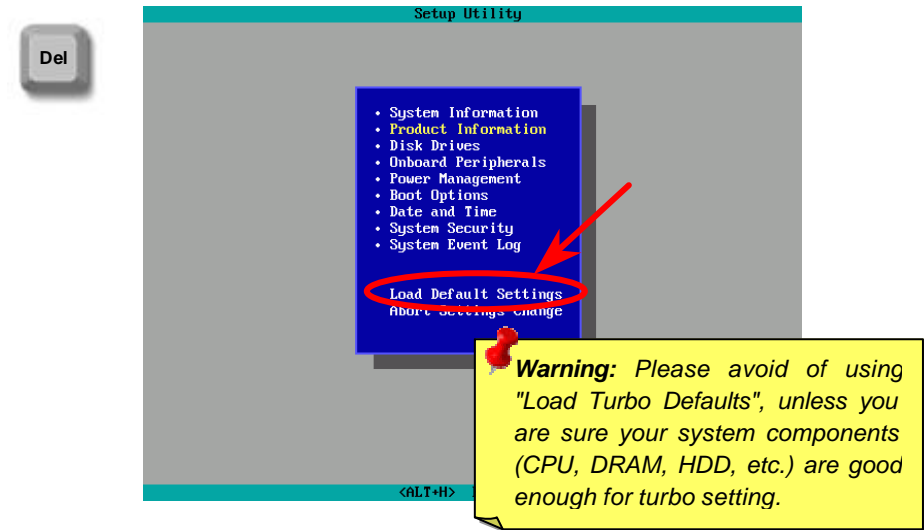 Setup Utility
Del
• System Information
• Product Information
• Disk Drives
• Onboard Peripherals
• Power Management
• Boot Options
• Date and Time
• System Security
• System Event Log
Load Default Settings
Abort Settings Change
Warning: Please avoid of using
"Load Turbo Defaults", unless you
are sure your system components
(CPU, DRAM, HDD, etc.) are good
enough for turbo setting.
<ALT+H>